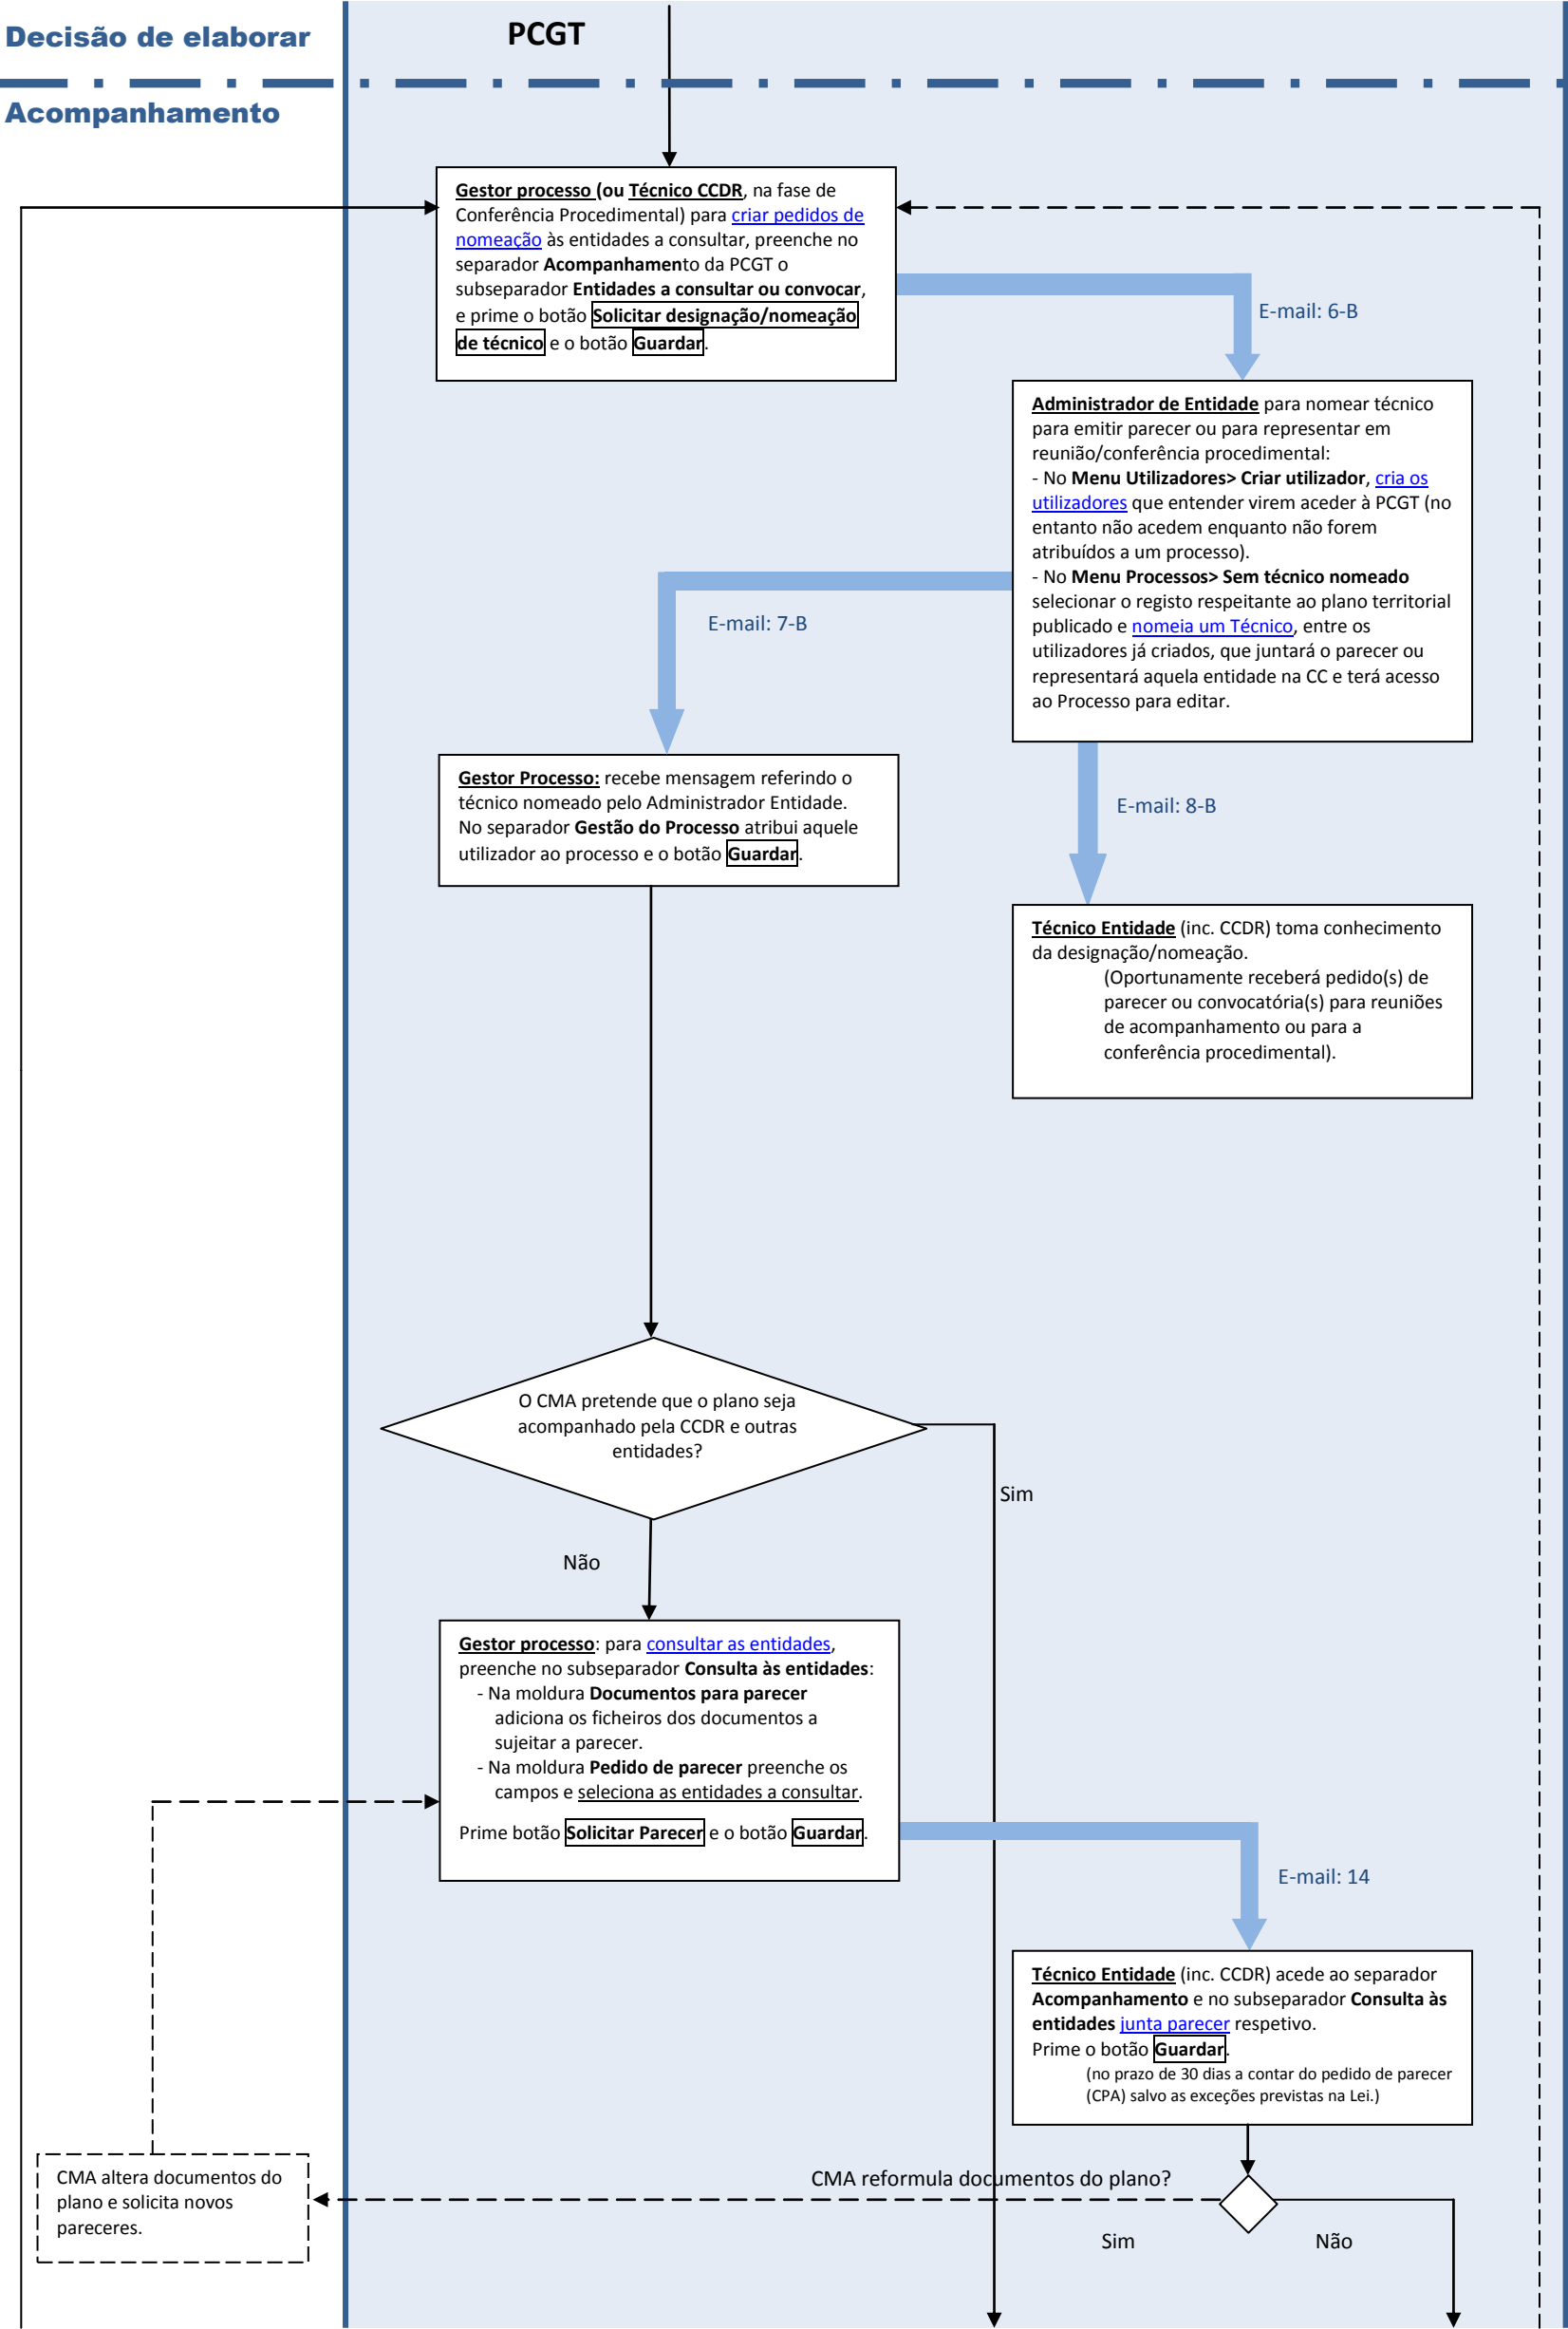 Decisão de elaborar
PCGT
Acompanhamento
Gestor processo (ou Técnico CCDR, na fase de
Conferência Procedimental) para criar pedidos de
nomeação às entidades a consultar, preenche no
separador Acompanhamento da PCGT o
subseparador Entidades a consultar ou convocar,
e prime o botão Solicitar designação/nomeação
de técnico e o botão Guardar.
E-mail: 6-B
Administrador de Entidade para nomear técnico
para emitir parecer ou para representar em
reunião/conferência procedimental:
- No Menu Utilizadores> Criar utilizador, cria os
utilizadores que entender virem aceder à PCGT (no
entanto não acedem enquanto não forem
atribuídos a um processo).
- No Menu Processos> Sem técnico nomeado
selecionar o registo respeitante ao plano territorial
publicado e nomeia um Técnico, entre os
utilizadores já criados, que juntará o parecer ou
representará aquela entidade na CC e terá acesso
ao Processo para editar.
E-mail: 7-B
Gestor Processo: recebe mensagem referindo o
técnico nomeado pelo Administrador Entidade.
No separador Gestão do Processo atribui aquele
utilizador ao processo e o botão Guardar.
E-mail: 8-B
Técnico Entidade (inc. CCDR) toma conhecimento
da designação/nomeação.
(Oportunamente receberá pedido(s) de
parecer ou convocatória(s) para reuniões
de acompanhamento ou para a
conferência procedimental).
O CMA pretende que o plano seja
acompanhado pela CCDR e outras
entidades?
Sim
Não
Gestor processo: para consultar as entidades,
preenche no subseparador Consulta às entidades:
- Na moldura Documentos para parecer
adiciona os ficheiros dos documentos a
sujeitar a parecer.
- Na moldura Pedido de parecer preenche os
campos e seleciona as entidades a consultar.
Prime botão Solicitar Parecer e o botão Guardar.
E-mail: 14
Técnico Entidade (inc. CCDR) acede ao separador
Acompanhamento e no subseparador Consulta às
entidades junta parecer respetivo.
Prime o botão Guardar.
(no prazo de 30 dias a contar do pedido de parecer
(CPA) salvo as exceções previstas na Lei.)
CMA altera documentos do
plano e solicita novos
pareceres.
CMA reformula documentos do plano?
Sim
Não